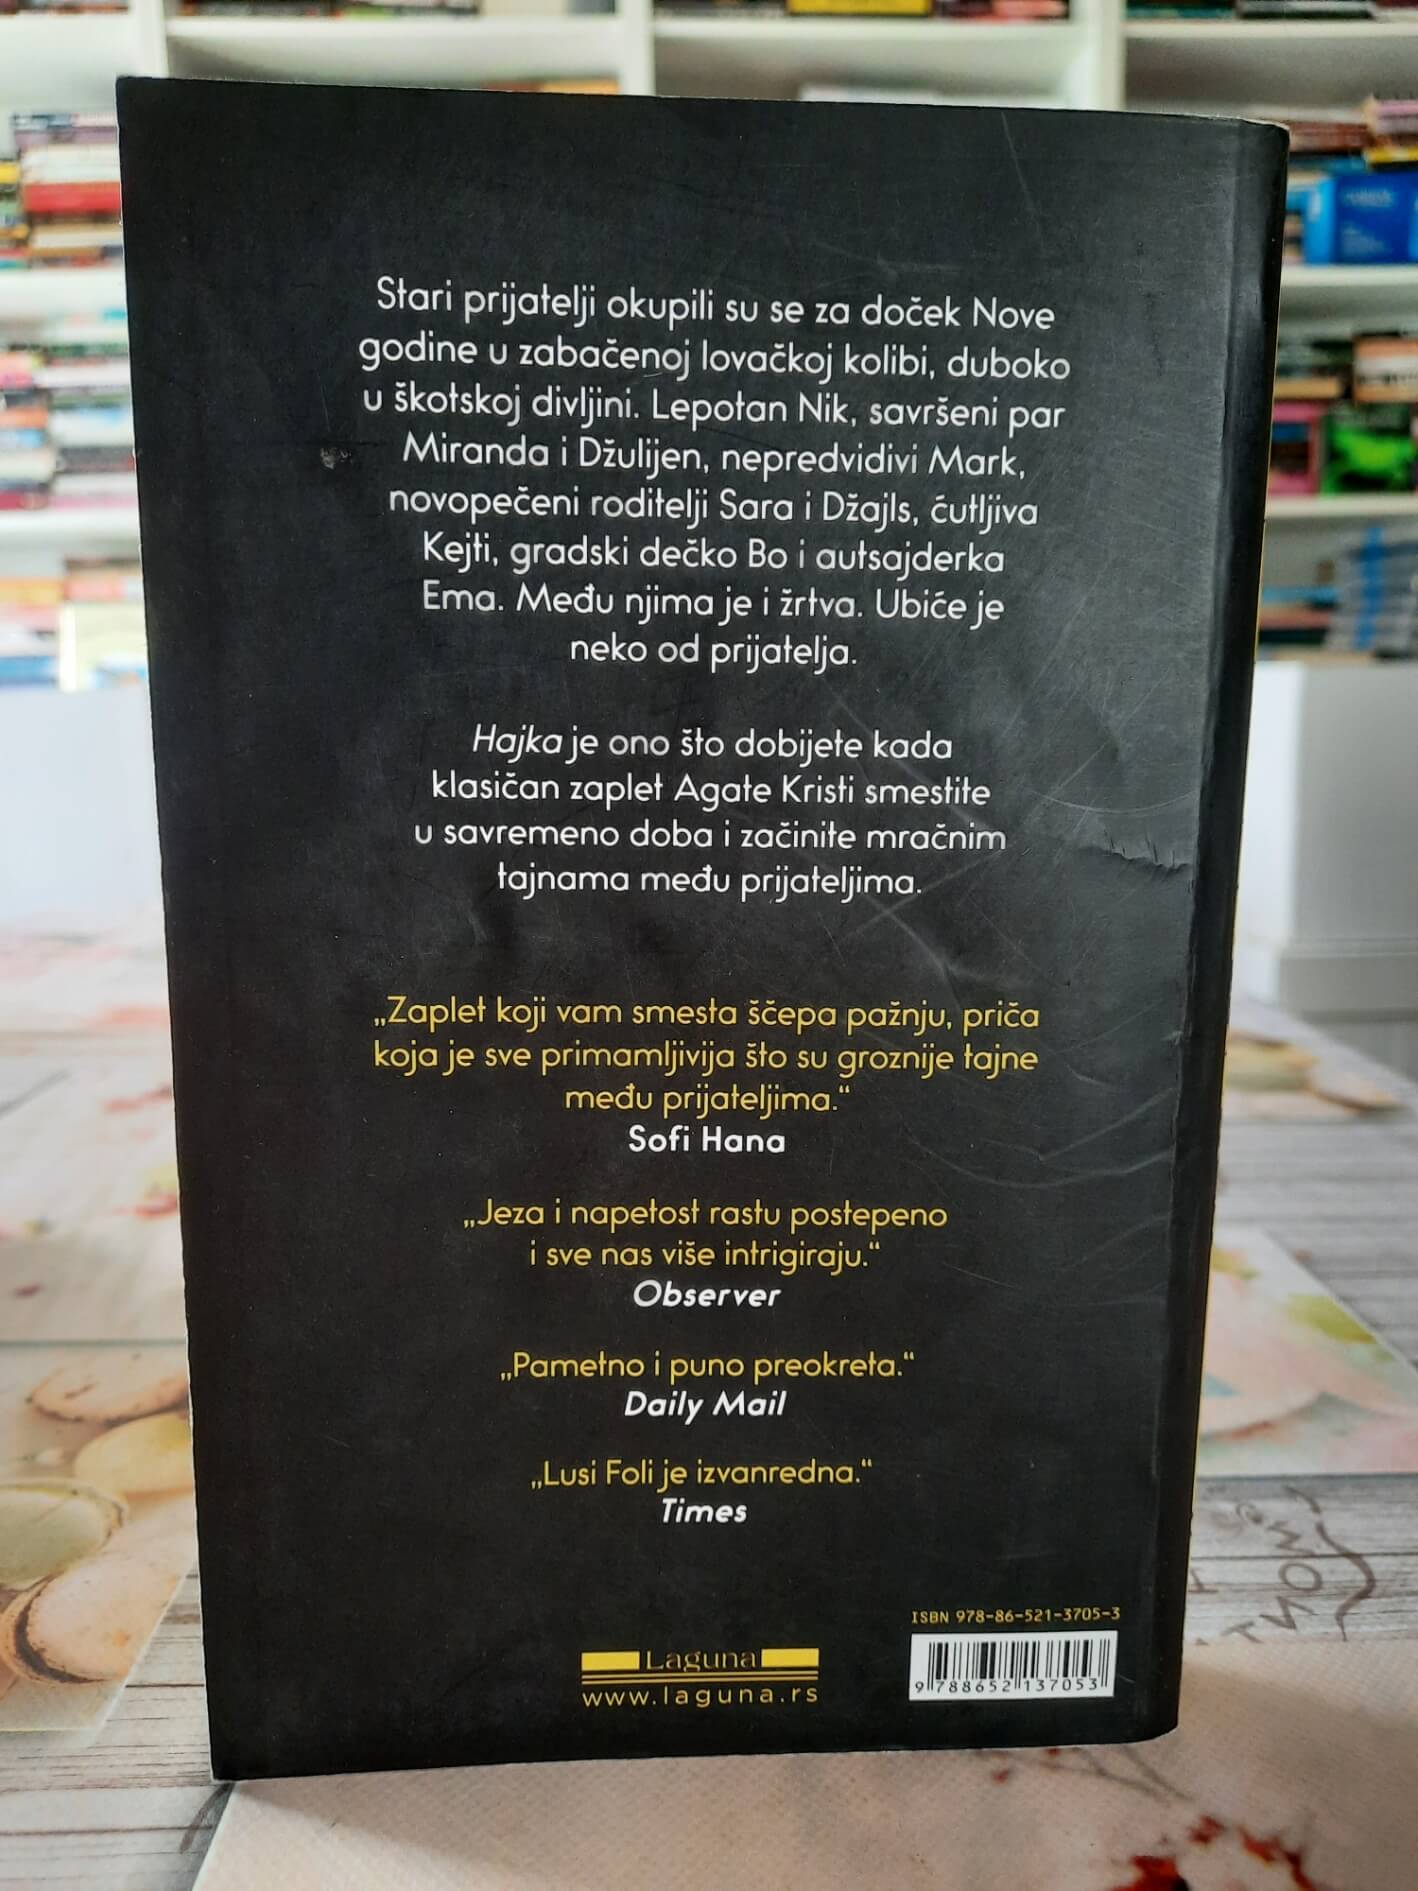 Stari prijatelji okupili su se za doček Nove
godine u zabačenoj lovačkoj kolibi, duboko
u škotskoj divljini. Lepotan Nik, savršeni par
Miranda i Džulijen, nepredvidivi Mark,
novopečeni roditelji Sara i Džajls, ćutljiva
Kejti, gradski dečko Bo i autsajderka
Ema. Među njima je i žrtva. Ubiće je
neko od prijatelja.
Hajka je ono što dobijete kada
klasičan zaplet Agate Kristi smestite
u savremeno doba i začinite mračnim
tajnama među prijateljima.
„Zaplet koji vam smesta ščepa pažnju, priča
koja je sve primamljivija što su groznije tajne
među prijateljima.“
Sofi Hana
„Jeza i napetost rastu postepeno
i sve nas više intrigiraju.“
Observer
„Pametno i puno preokreta.“
Daily Mail
„Lusi Foli je izvanredna.“
Times
ISBN 978-86-521-3705-3
Laguna
www.laguna.rs
9 788652 137053